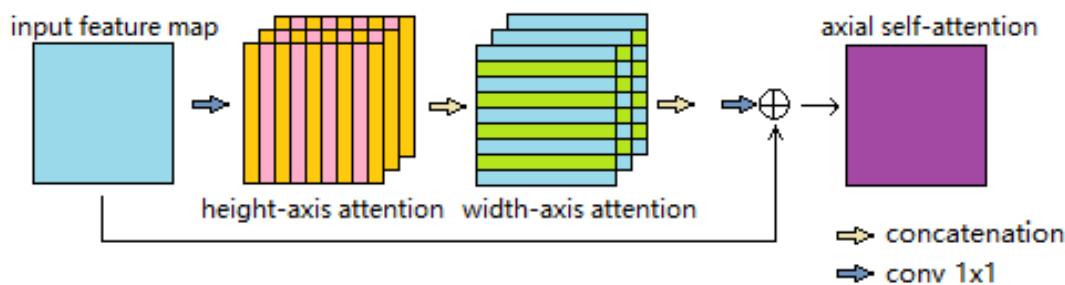 input feature map
axial self-attention
height-axis attention
width-axis attention
concatenation
conv 1x1